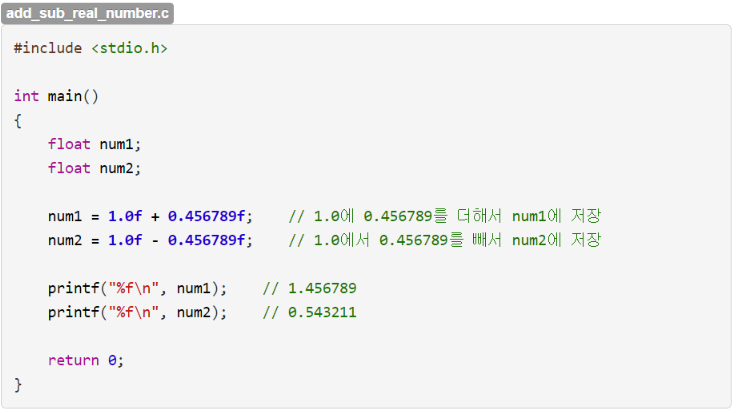 add_sub_real_number.c
#include <stdio.h>
int main()
{
    float num1;
    float num2;
    num1 = 1.0f + 0.456789f;    // 1.0에 0.456789를 더해서 num1에 저장
    num2 = 1.0f - 0.456789f;    // 1.0에서 0.456789를 빼서 num2에 저장
    printf("%f\n", num1);    // 1.456789
    printf("%f\n", num2);    // 0.543211
    return 0;
}